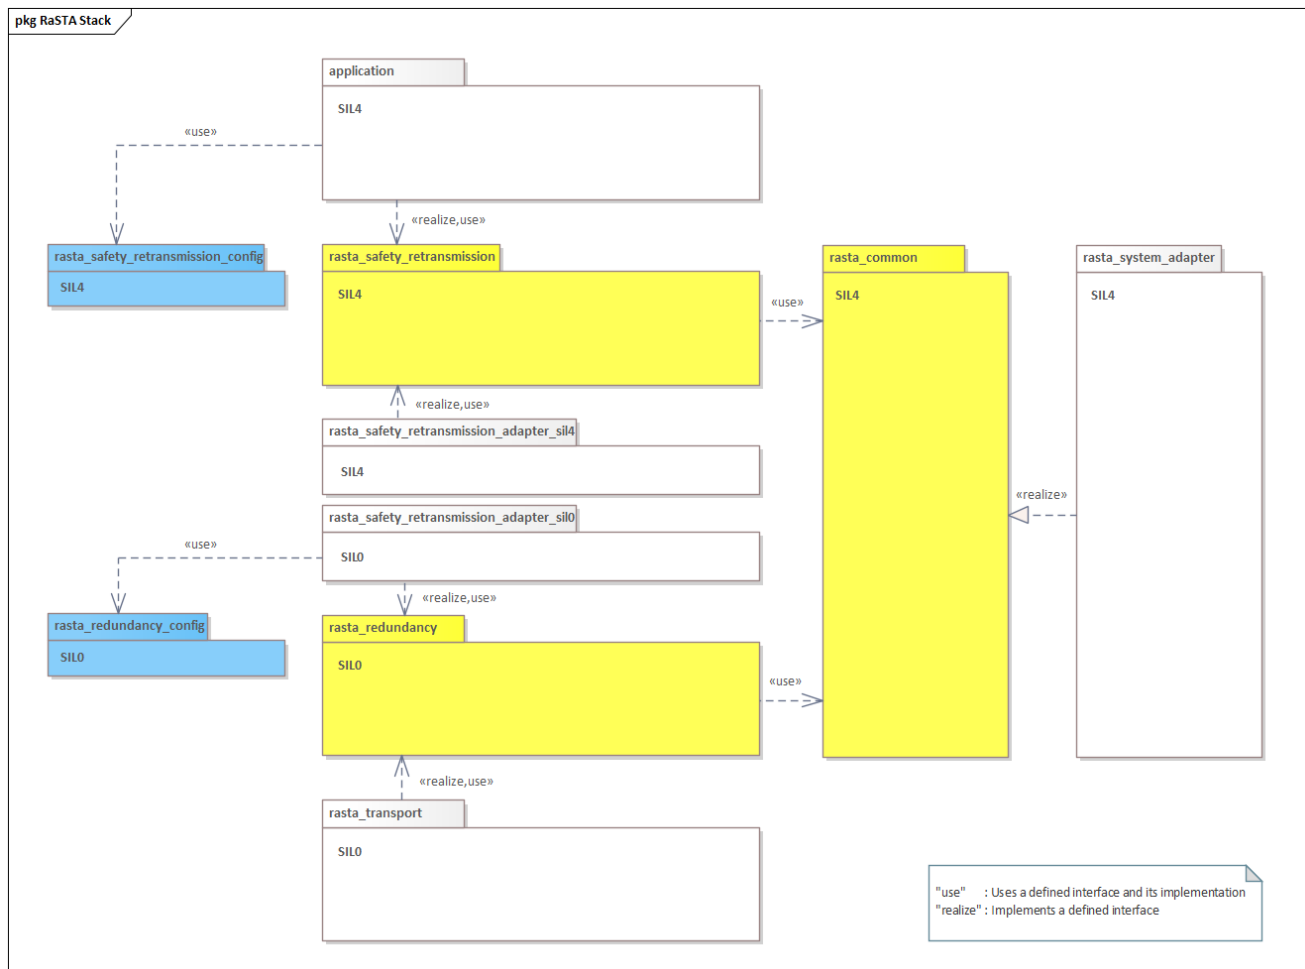 pkg RaSTA Stack
application
SIL4
«use»
«realize,use»
rasta_safety_retransmission_config
SIL4
rasta_safety_retransmission
SIL4
«use»
rasta_common
SIL4
rasta_system_adapter
SIL4
«realize,use»
rasta_safety_retransmission_adapter_sil4
SIL4
«realize»
rasta_safety_retransmission_adapter_sil0
SIL0
«use»
«realize,use»
rasta_redundancy_config
SIL0
rasta_redundancy
SIL0
«use»
«realize,use»
rasta_transport
SIL0
"use" : Uses a defined interface and its implementation
"realize" : Implements a defined interface